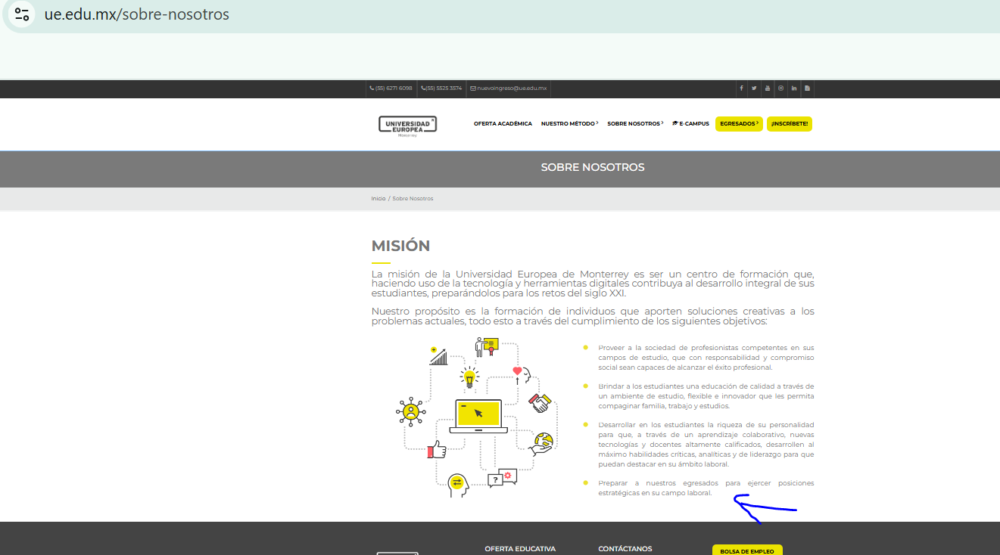 ue.edu.mx/sobre-nosotros
(55) 6271 6098
(55) 5525 3574
nuevoingreso@ue.edu.mx
UNIVERSIDAD
EUROPEA
Monterrey
OFERTA ACADÉMICA
NUESTRO MÉTODO
SOBRE NOSOTROS
E-CAMPUS
EGRESADOS
¡INSCRÍBETE!
SOBRE NOSOTROS
Inicio / Sobre Nosotros
MISIÓN
La misión de la Universidad Europea de Monterrey es ser un centro de formación que,
haciendo uso de la tecnología y herramientas digitales contribuya al desarrollo integral de sus
estudiantes, preparándolos para los retos del siglo XXI.
Nuestro propósito es la formación de individuos que aporten soluciones creativas a los
problemas actuales, todo esto a través del cumplimiento de los siguientes objetivos:
Proveer a la sociedad de profesionistas competentes en sus
campos de estudio, que con responsabilidad y compromiso
social sean capaces de alcanzar el éxito profesional.
Brindar a los estudiantes una educación de calidad a través de
un ambiente de estudio, flexible e innovador que les permita
compaginar familia, trabajo y estudios.
Desarrollar en los estudiantes la riqueza de su personalidad
para que, a través de un aprendizaje colaborativo, nuevas
tecnologías y docentes altamente calificados, desarrollen al
máximo habilidades críticas, analíticas y de liderazgo para que
puedan destacar en su ámbito laboral.
Preparar a nuestros egresados para ejercer posiciones
estratégicas en su campo laboral.
?
OFERTA EDUCATIVA
CONTÁCTANOS
BOLSA DE EMPLEO